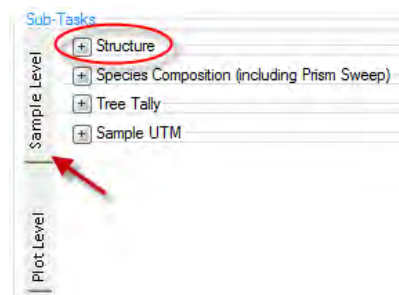 Sub-Tasks
Structure
Species Composition (including Prism Sweep)
Tree Tally
Sample UTM
Sample Level
Plot Level